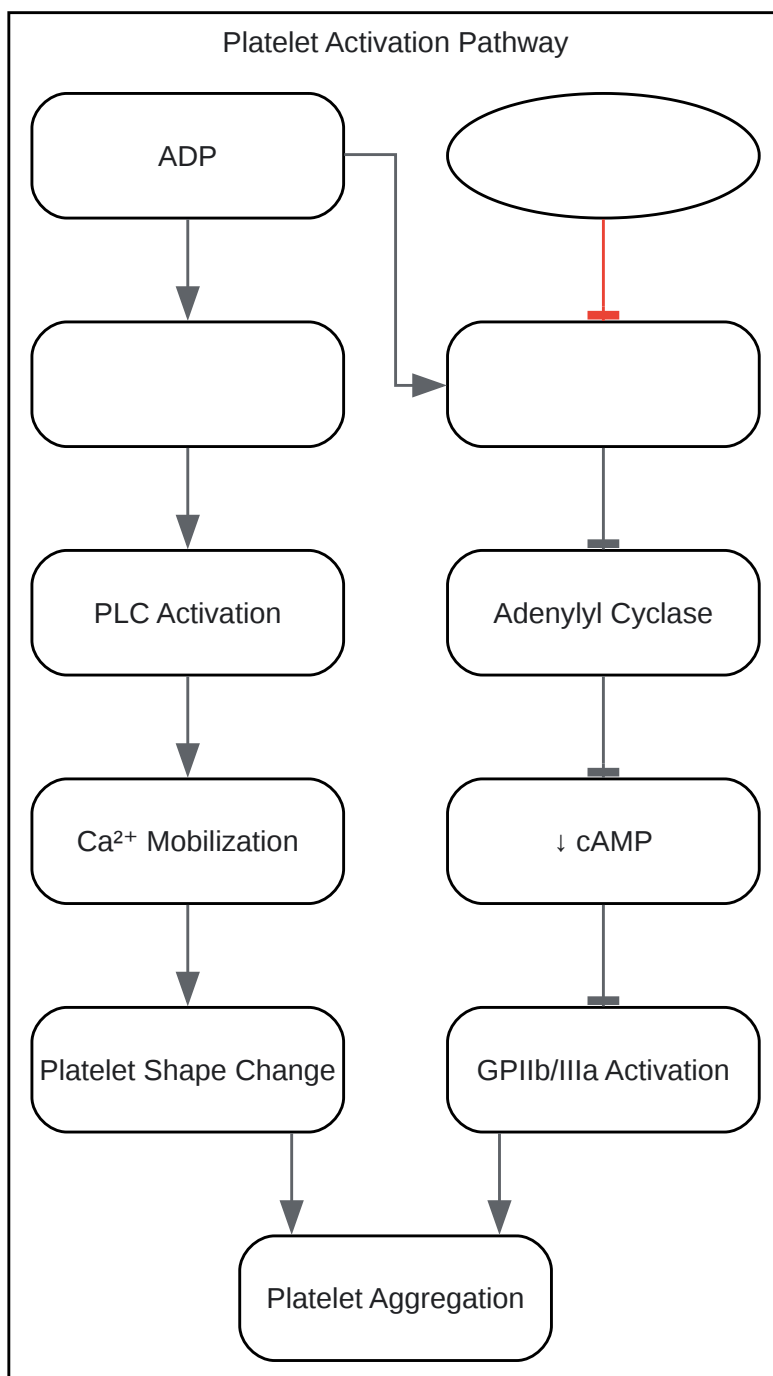 Platelet Activation Pathway
ADP
PLC Activation
Adenylyl Cyclase
Ca²⁺ Mobilization
↓ cAMP
Platelet Shape Change
GPIIb/IIIa Activation
Platelet Aggregation